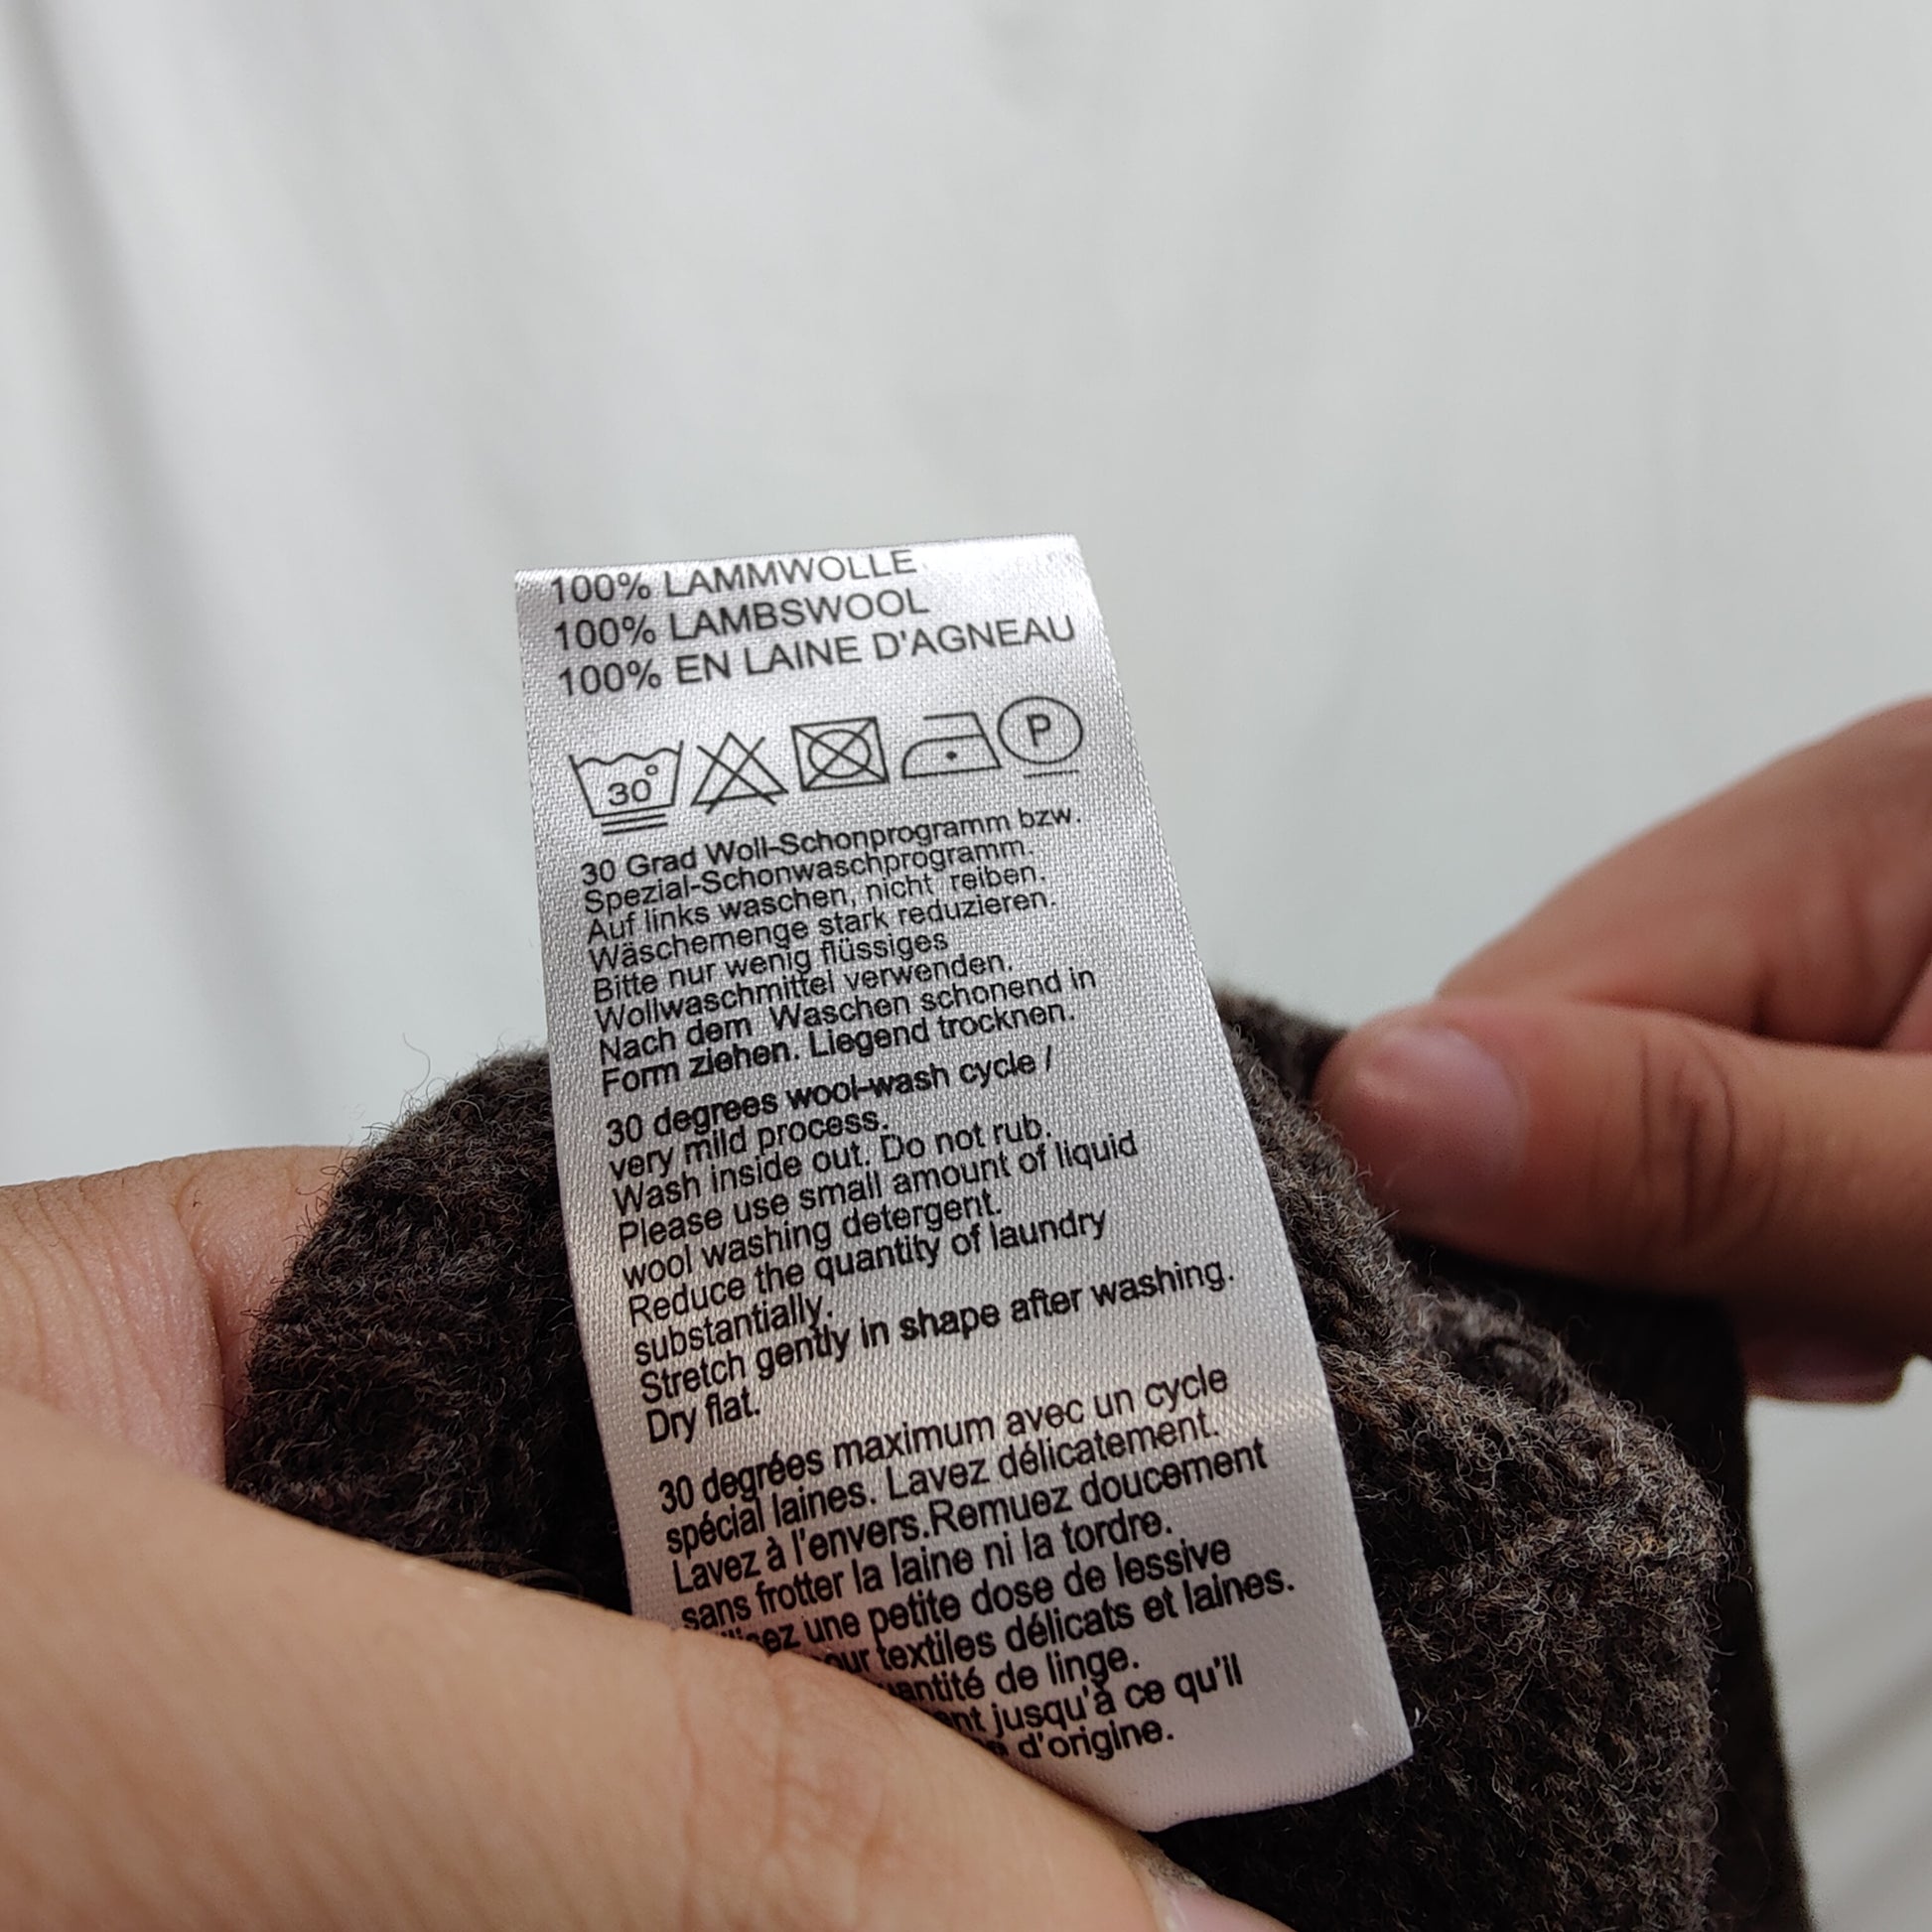 100% LAMMWOLLE
100% LAMBSWOOL
100% EN LAINE D'AGNEAU
30° P
30 Grad Woll-Schonprogramm bzw.
Spezial-Schonwaschprogramm.
Auf links waschen, nicht reiben.
Wäschemenge stark reduzieren.
Bitte nur wenig flüssiges
Wollwaschmittel verwenden.
Nach dem Waschen schonend in
Form ziehen. Liegend trocknen.
30 degrees wool-wash cycle /
very mild process.
Wash inside out. Do not rub.
Please use small amount of liquid
wool washing detergent.
Reduce the quantity of laundry
substantially.
Stretch gently in shape after washing.
Dry flat.
30 degrées maximum avec un cycle
spécial laines. Lavez délicatement.
Lavez à l'envers.Remuez doucement
sans frotter la laine ni la tordre.
une petite dose de lessive
textiles délicats et laines.
de linge.
jusqu'à ce qu'il
d'origine.